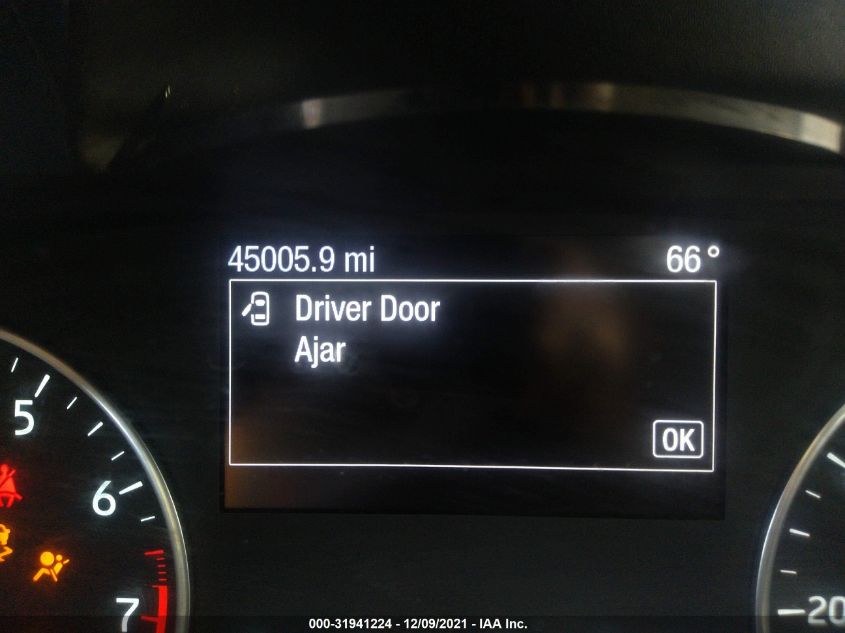 45005.9 mi 66°
Driver Door
Ajar
OK
5
6
7
20
000-31941224 - 12/09/2021 - IAA Inc.